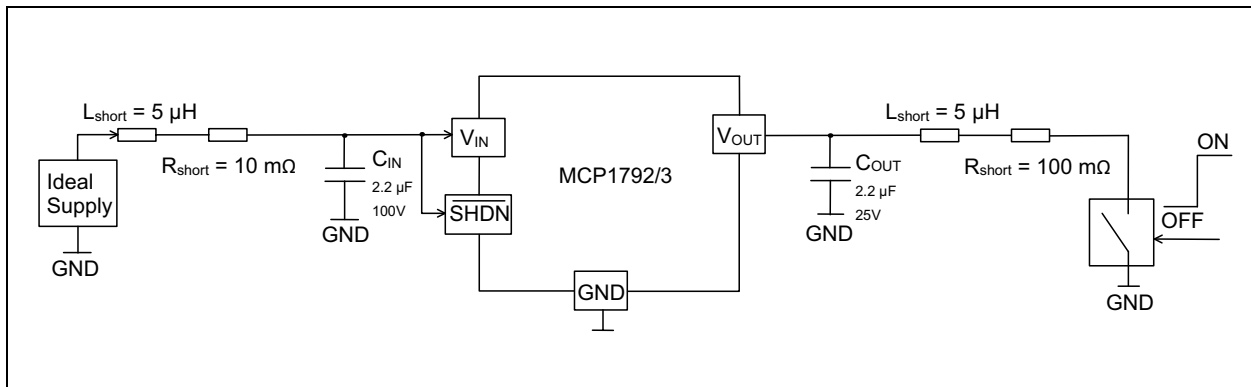 Lshort = 5 µH
Rshort = 10 mΩ
Ideal
Supply
GND
CIN
2.2 µF
100V
GND
VIN
SHDN
MCP1792/3
GND
VOUT
COUT
2.2 µF
25V
GND
Lshort = 5 µH
Rshort = 100 mΩ
ON
OFF
GND